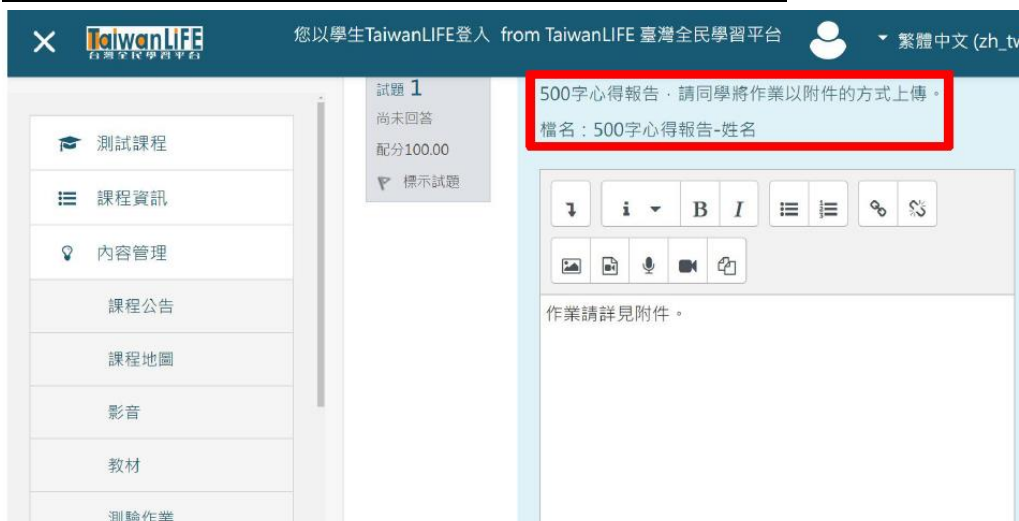 TaiwanLIFE
台灣全民學習平台
您以學生TaiwanLIFE登入 from TaiwanLIFE 臺灣全民學習平台
繁體中文 (zh_tw
測試課程
課程資訊
內容管理
課程公告
課程地圖
影音
教材
測驗作業
試題 1
尚未回答
配分100.00
標示試題
500字心得報告，請同學將作業以附件的方式上傳。
檔名：500字心得報告-姓名
i B I
作業請詳見附件。